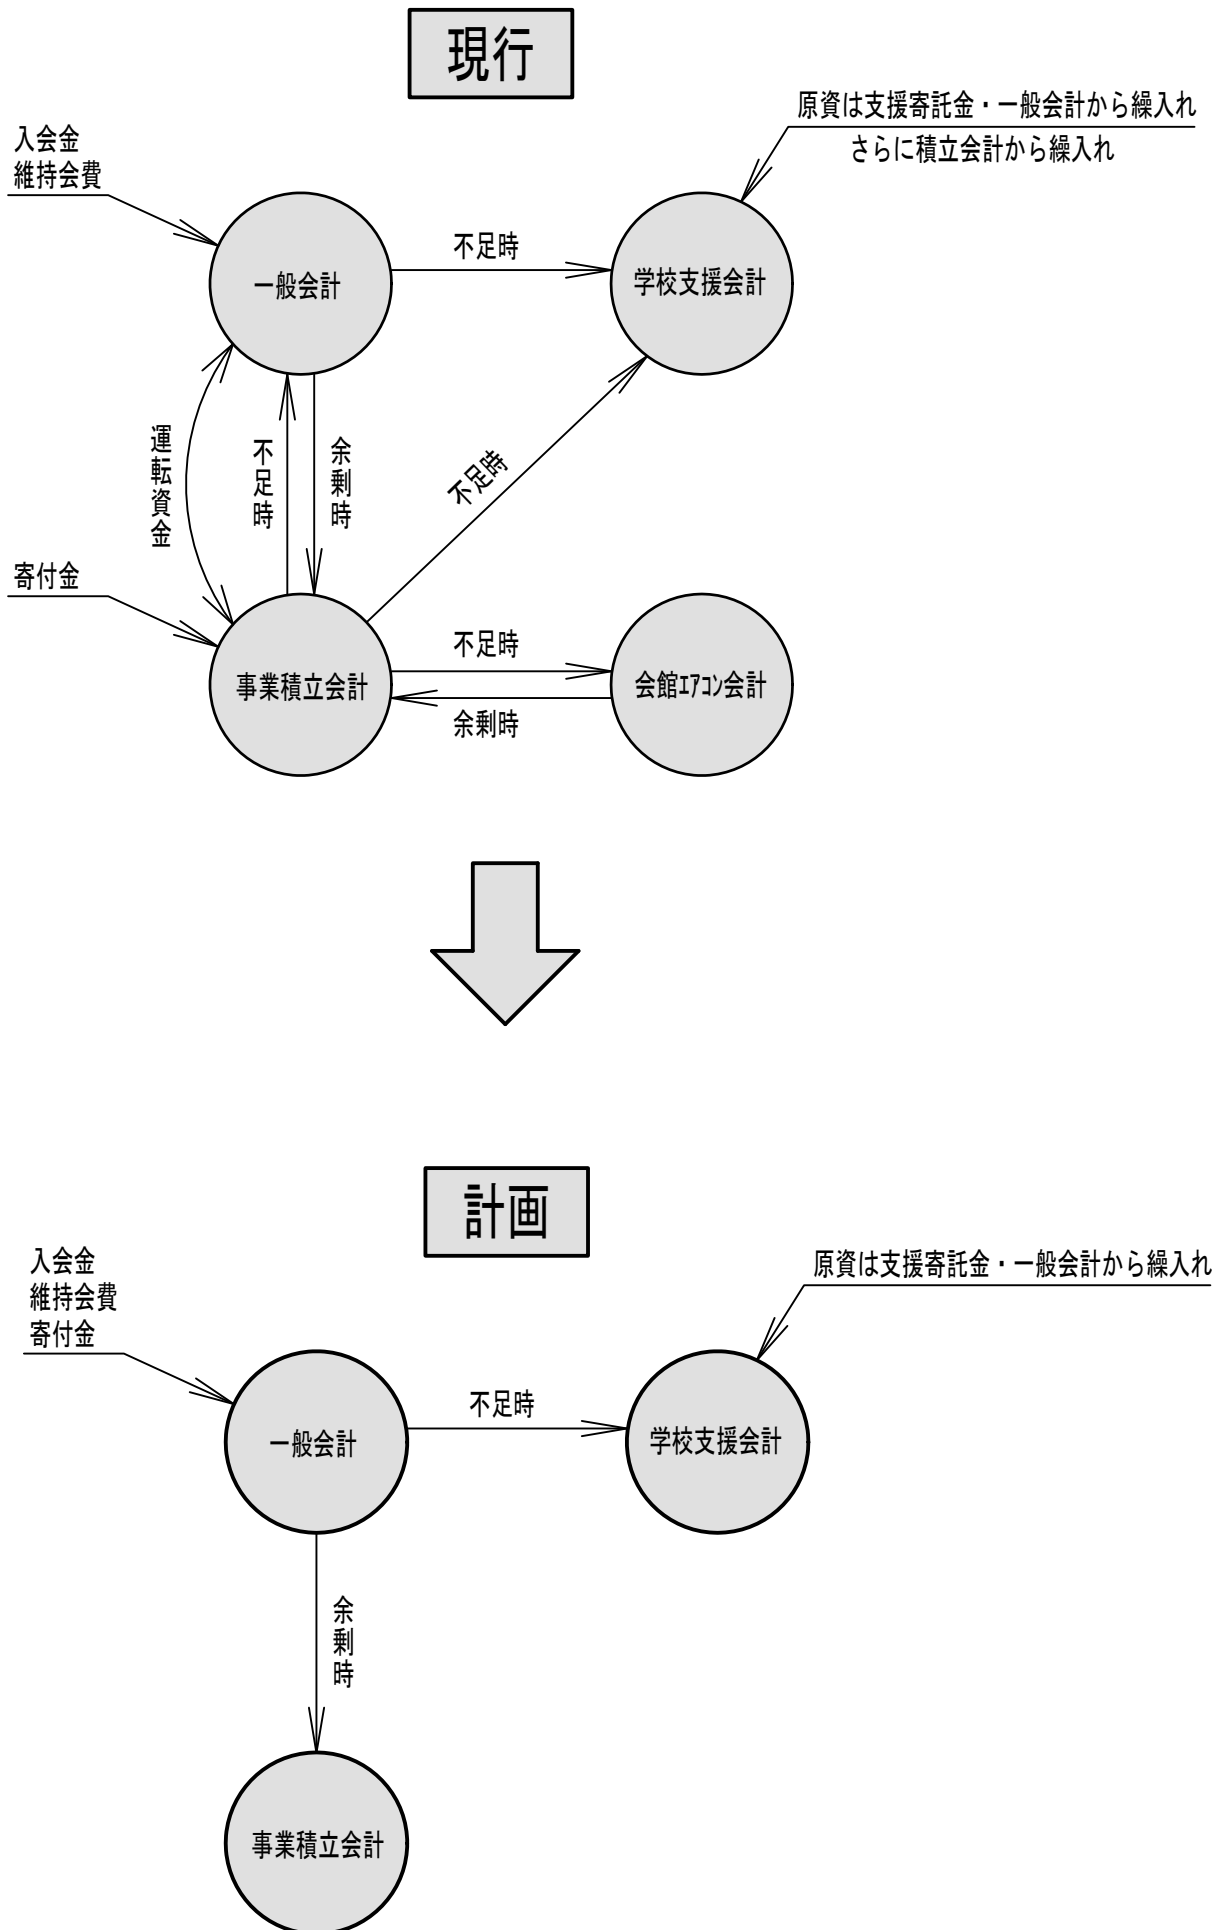 現行
原資は支援寄託金・一般会計から繰入れ
さらに積立会計から繰入れ
入会金
維持会費
不足時
一般会計
学校支援会計
運転資金
不足時
余剰時
不足時
寄付金
不足時
事業積立会計
会館ｴｱｺﾝ会計
余剰時
計画
入会金
維持会費
寄付金
原資は支援寄託金・一般会計から繰入れ
不足時
一般会計
学校支援会計
余剰時
事業積立会計